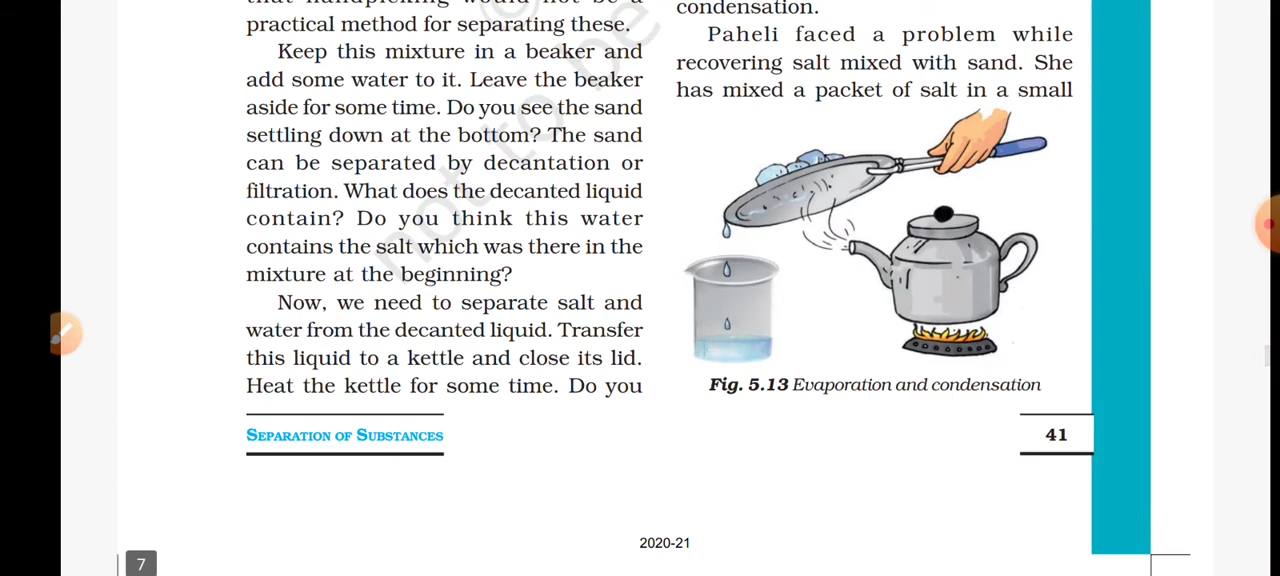 that handpicking would not be a
practical method for separating these.
Keep this mixture in a beaker and
add some water to it. Leave the beaker
aside for some time. Do you see the sand
settling down at the bottom? The sand
can be separated by decantation or
filtration. What does the decanted liquid
contain? Do you think this water
contains the salt which was there in the
mixture at the beginning?
Now, we need to separate salt and
water from the decanted liquid. Transfer
this liquid to a kettle and close its lid.
Heat the kettle for some time. Do you
condensation.
Paheli faced a problem while
recovering salt mixed with sand. She
has mixed a packet of salt in a small
Fig. 5.13 Evaporation and condensation
SEPARATION OF SUBSTANCES
41
2020-21
7
not to be